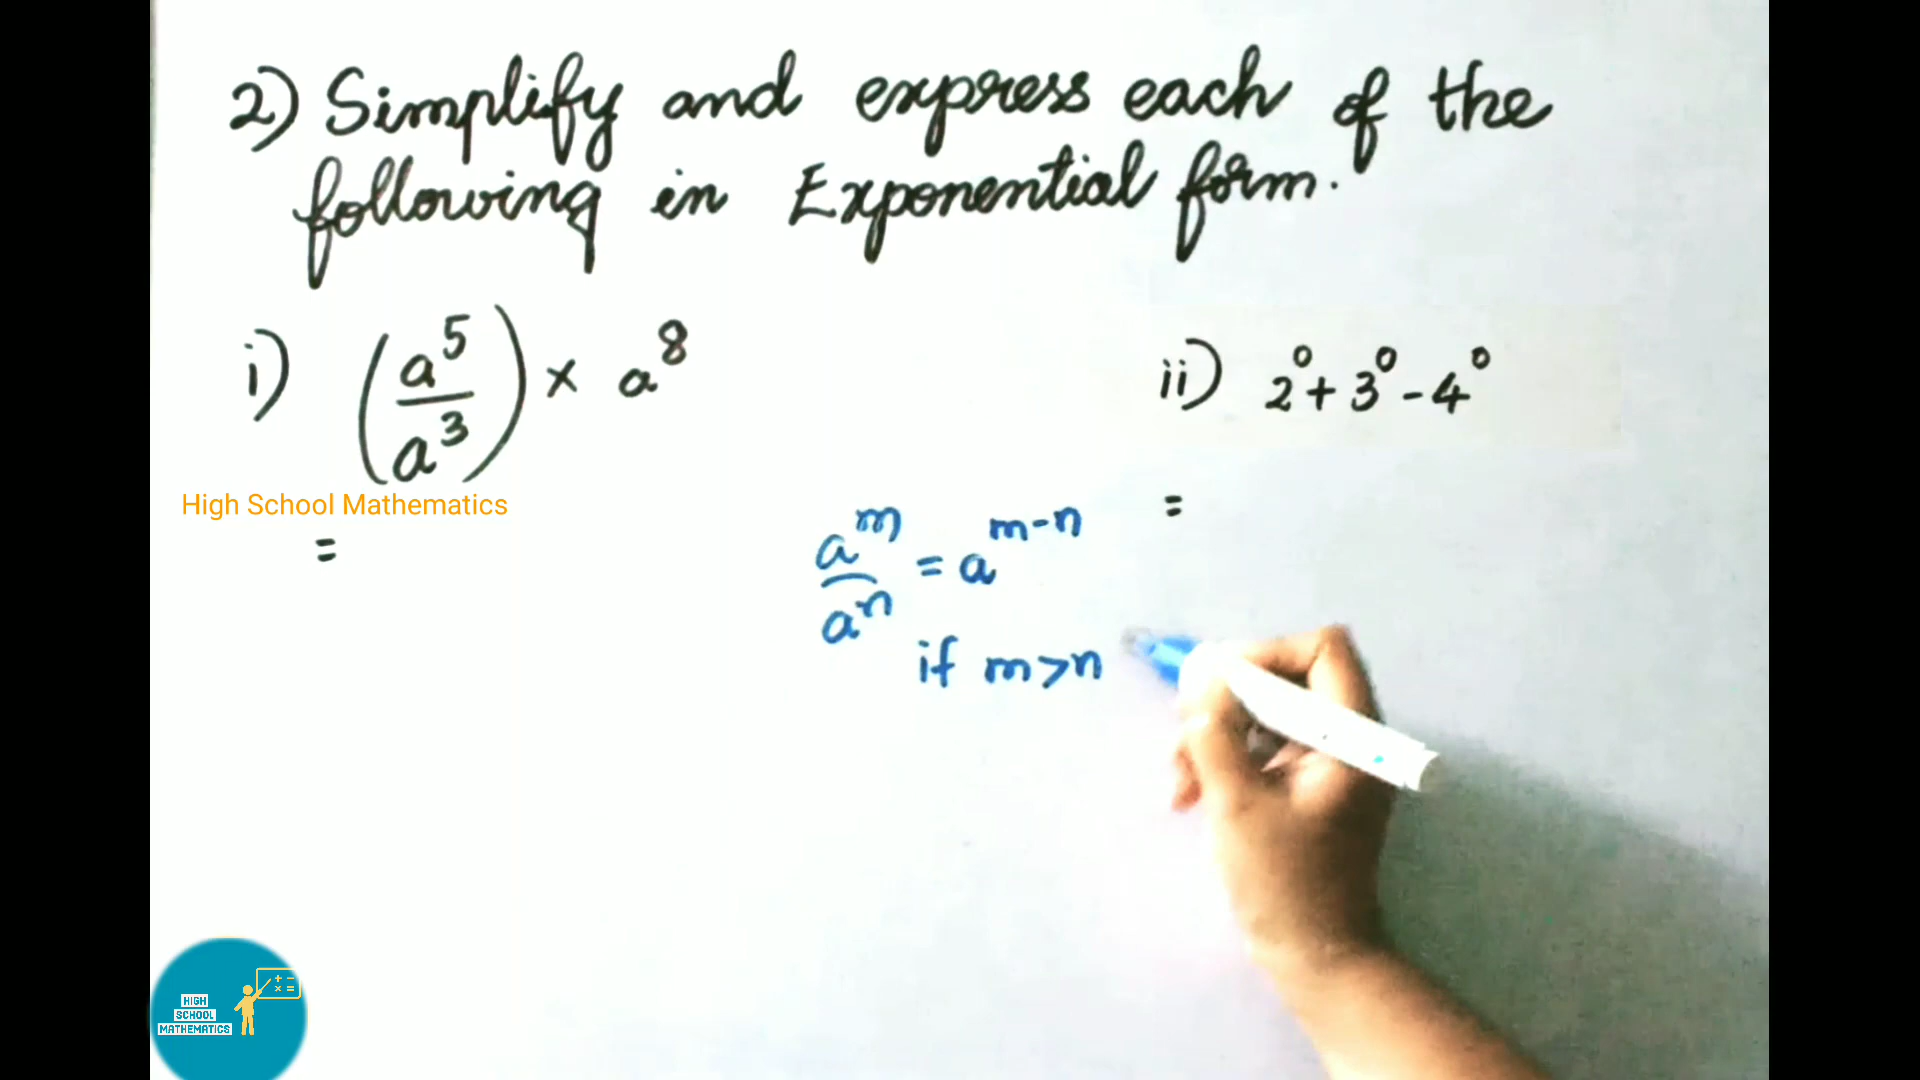 2) Simplify and express each of the
following in Exponential form.
i) (a^5/a^3) × a^8
ii) 2^0 + 3^0 - 4^0
High School Mathematics
=
a^m/a^n = a^(m-n)
if m>n
=
HIGH
SCHOOL
MATHEMATICS
+ -
× =